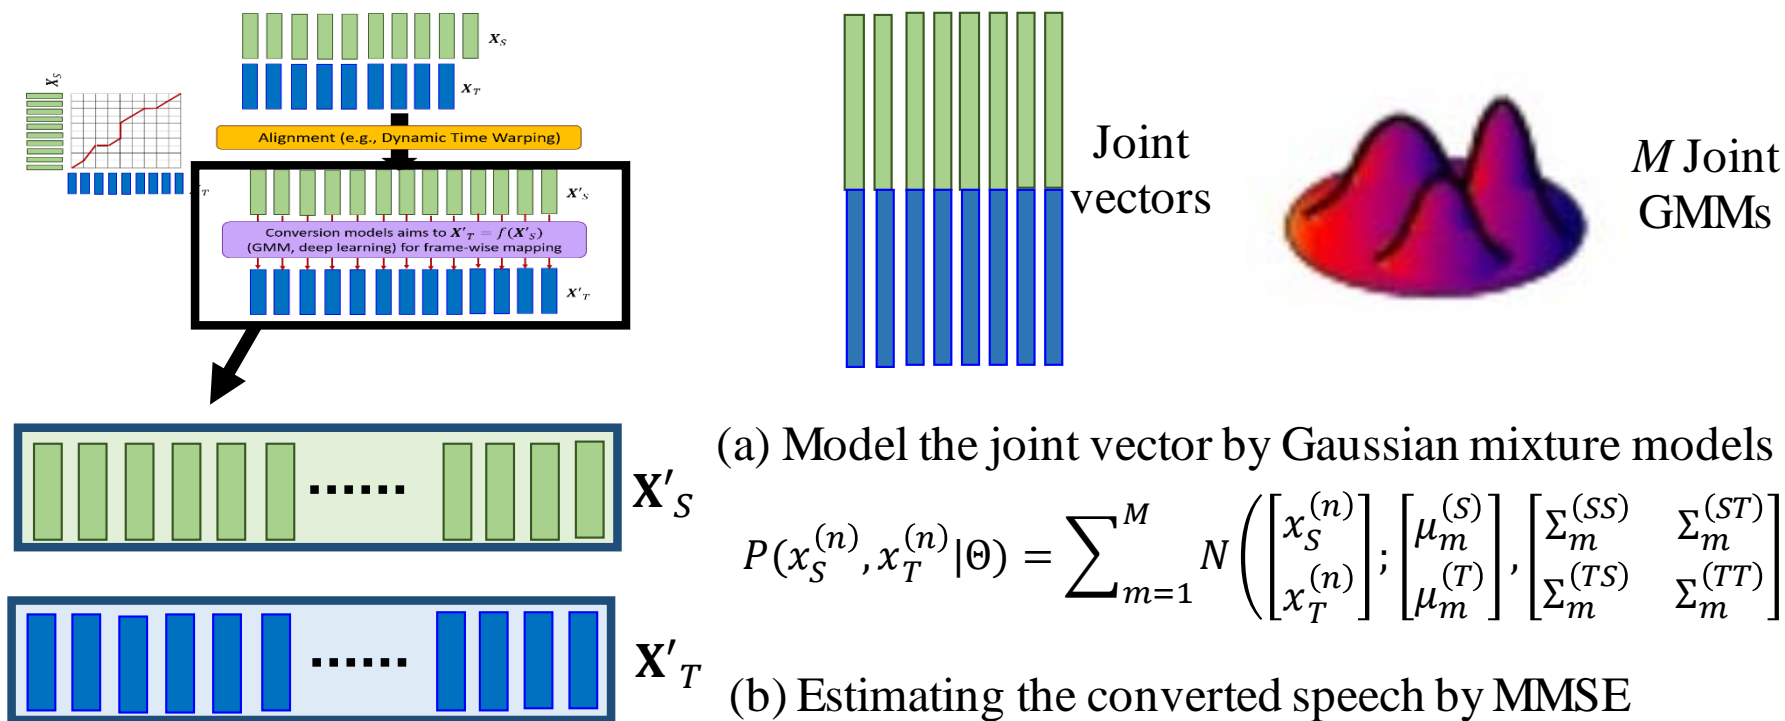 X_S
X_T
X_S
Alignment (e.g., Dynamic Time Warping)
X'_S
Conversion models aims to X'_T = f(X'_S)
(GMM, deep learning) for frame-wise mapping
X'_T
Joint
vectors
M Joint
GMMs
X'_S
X'_T
(a) Model the joint vector by Gaussian mixture models
P(x_S^{(n)}, x_T^{(n)}|Θ) = ∑_{m=1}^{M} N([x_S^{(n)} x_T^{(n)}]; [μ_m^{(S)} μ_m^{(T)}], [Σ_m^{(SS)} Σ_m^{(ST)} Σ_m^{(TS)} Σ_m^{(TT)}]
(b) Estimating the converted speech by MMSE